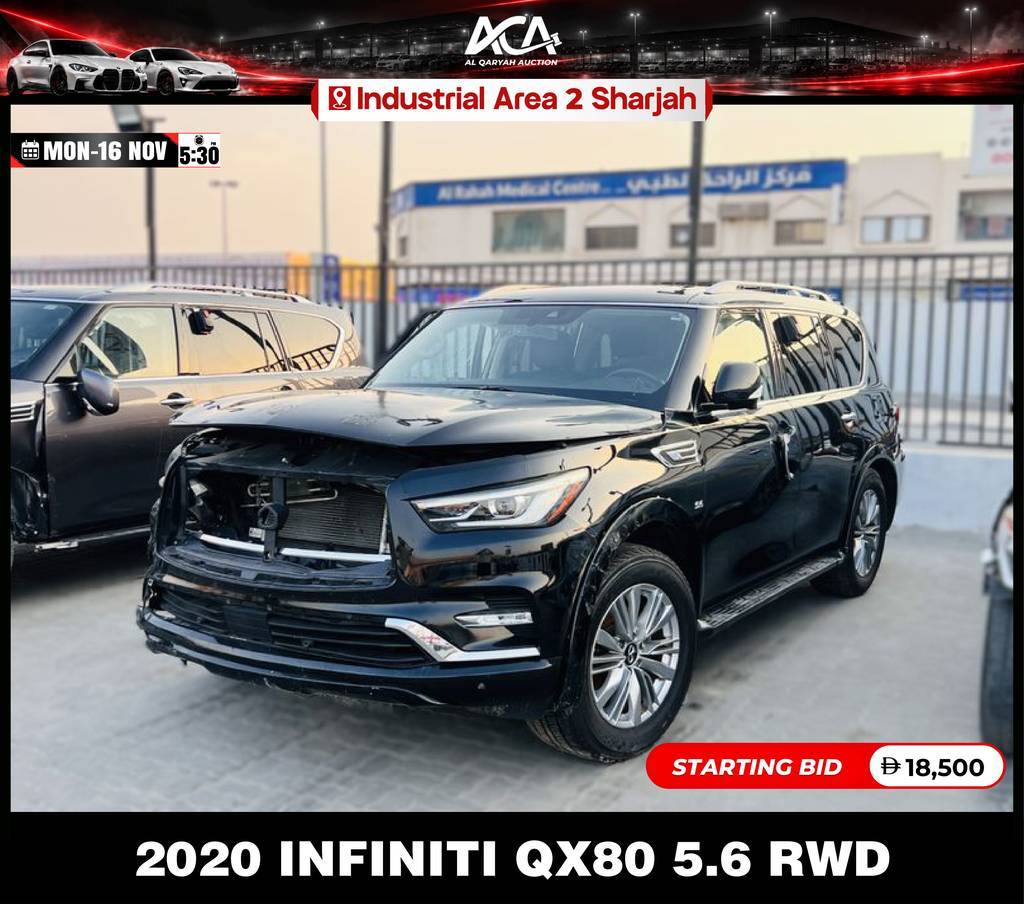 ACA
AL QARYAH AUCTION
Industrial Area 2 Sharjah
MON-16 NOV
5:30
PM
Al Rahah Medical Centre
مركز الراحة الطبي
STARTING BID
18,500
2020 INFINITI QX80 5.6 RWD